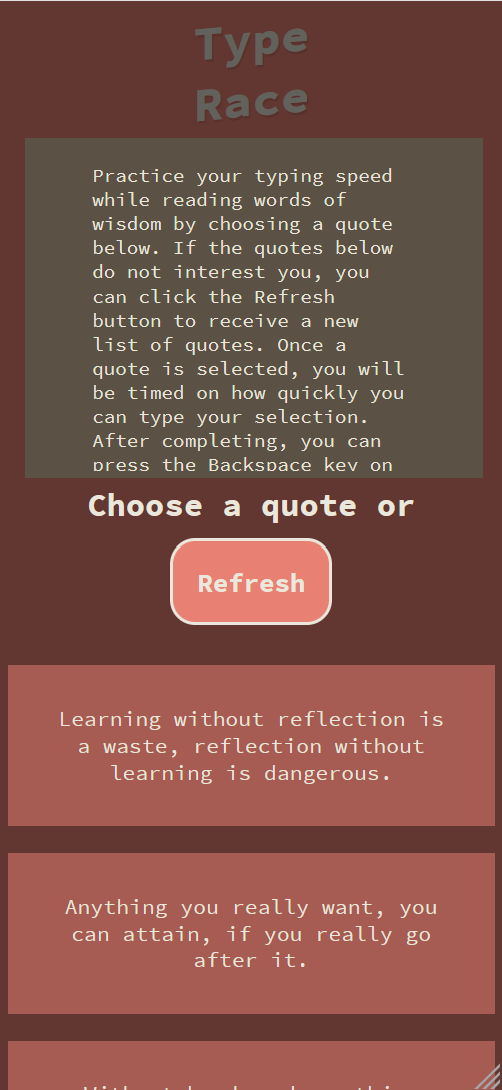 Type
Race
Practice your typing speed
while reading words of
wisdom by choosing a quote
below. If the quotes below
do not interest you, you
can click the Refresh
button to receive a new
list of quotes. Once a
quote is selected, you will
be timed on how quickly you
can type your selection.
After completing, you can
press the Backspace key on
Choose a quote or
Refresh
Learning without reflection is
a waste, reflection without
learning is dangerous.
Anything you really want, you
can attain, if you really go
after it.